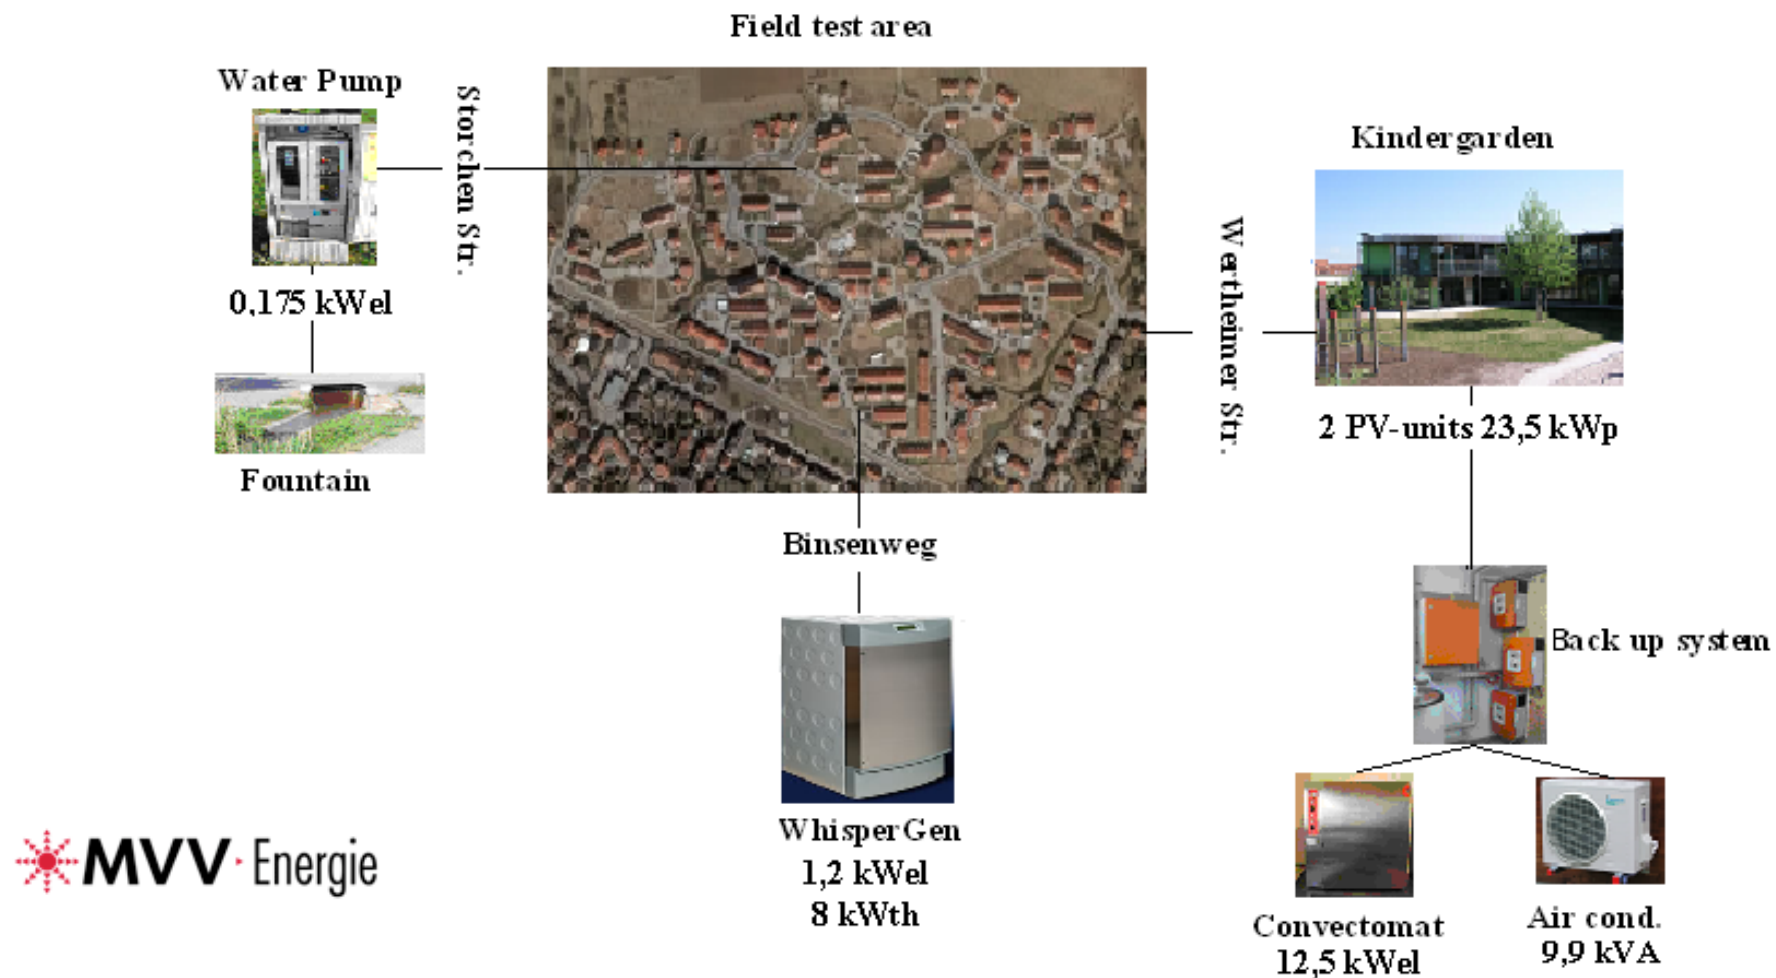 Field test area
Water Pump
Storchen Str.
Kindergarden
0,175 kWel
Wertheimer Str.
2 PV-units 23,5 kWp
Fountain
Binsenweg
Back up system
WhisperGen
1,2 kWel
8 kWth
MVV Energie
Convectomat
12,5 kWel
Air cond.
9,9 kVA